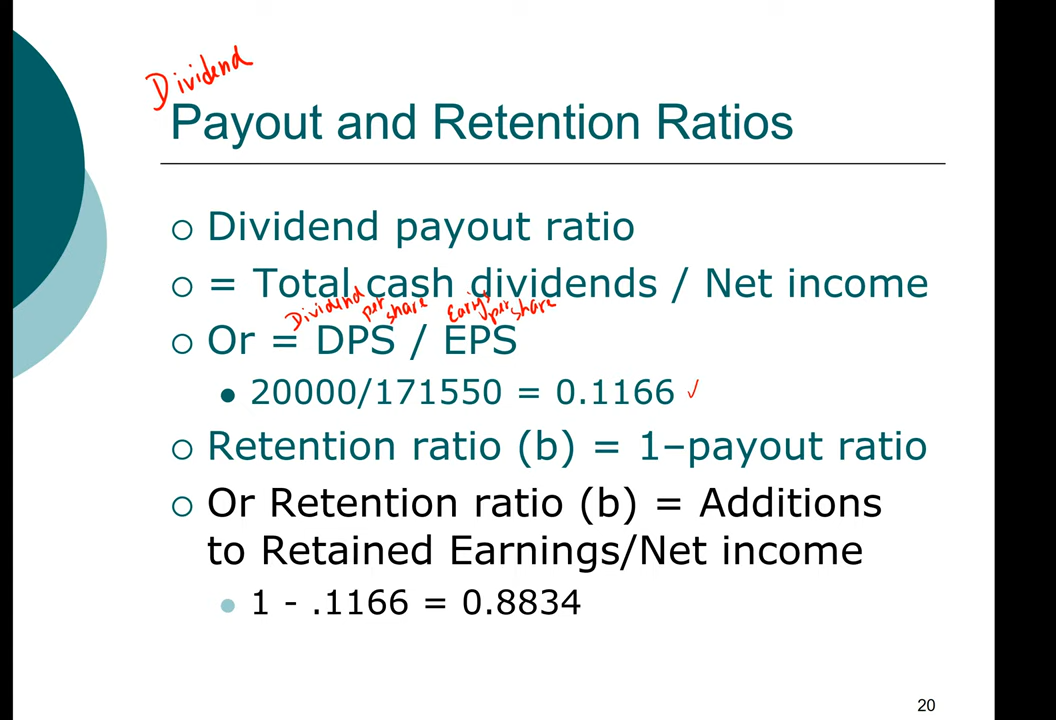 Dividend
Payout and Retention Ratios
Dividend payout ratio
= Total cash dividends / Net income
Dividend per share Earnings per share
Or = DPS / EPS
20000/171550 = 0.1166 ✓
Retention ratio (b) = 1–payout ratio
Or Retention ratio (b) = Additions
to Retained Earnings/Net income
1 - .1166 = 0.8834
20